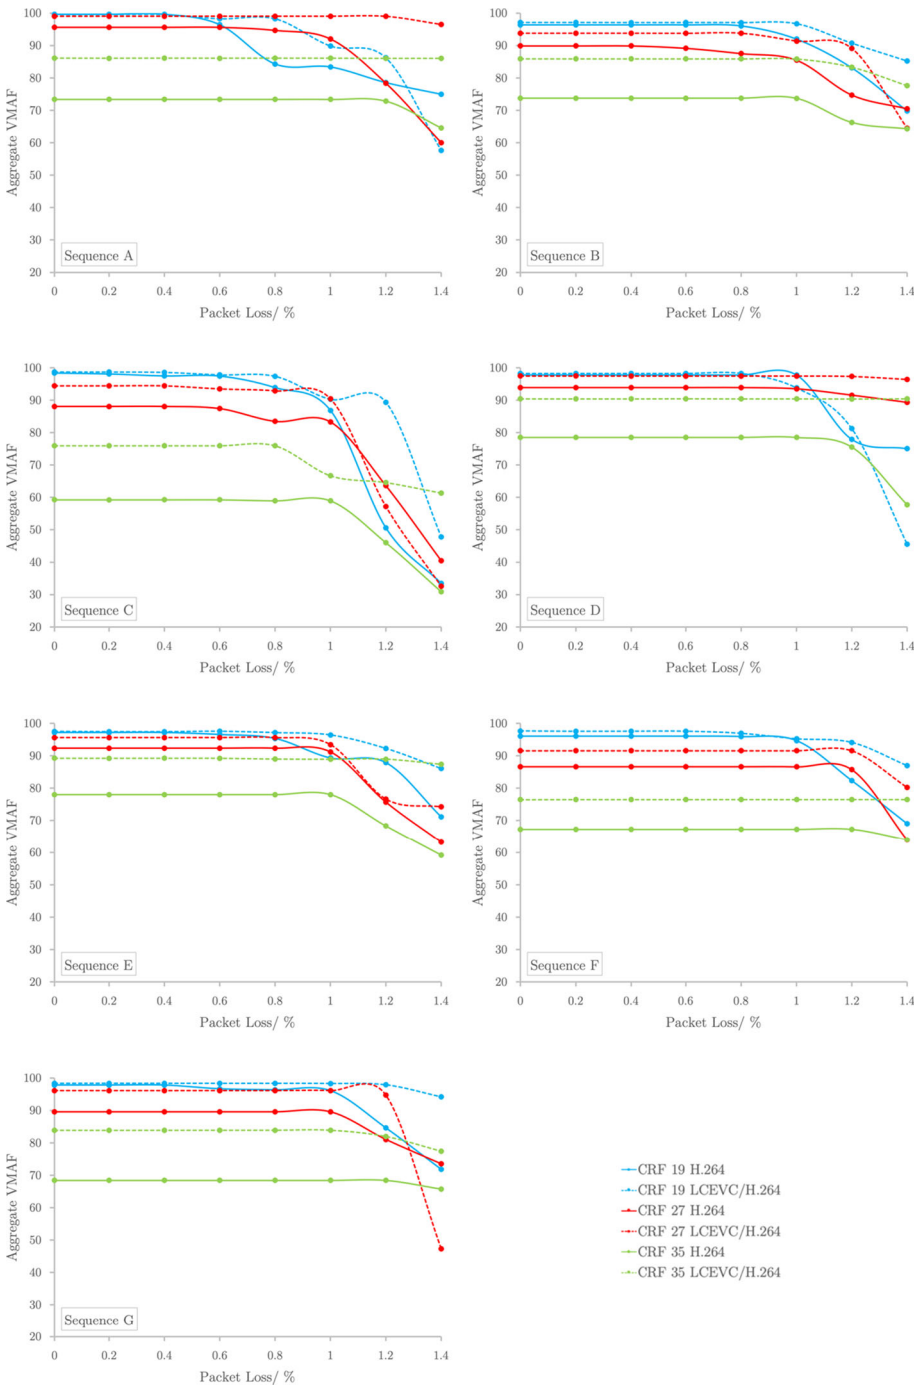 100
90
80
70
60
50
40
30
20
Aggregate VMAF
Sequence A
0 0.2 0.4 0.6 0.8 1 1.2 1.4
Packet Loss/ %
100
90
80
70
60
50
40
30
20
Aggregate VMAF
Sequence B
0 0.2 0.4 0.6 0.8 1 1.2 1.4
Packet Loss/ %
100
90
80
70
60
50
40
30
20
Aggregate VMAF
Sequence C
0 0.2 0.4 0.6 0.8 1 1.2 1.4
Packet Loss/ %
100
90
80
70
60
50
40
30
20
Aggregate VMAF
Sequence D
0 0.2 0.4 0.6 0.8 1 1.2 1.4
Packet Loss/ %
100
90
80
70
60
50
40
30
20
Aggregate VMAF
Sequence E
0 0.2 0.4 0.6 0.8 1 1.2 1.4
Packet Loss/ %
100
90
80
70
60
50
40
30
20
Aggregate VMAF
Sequence F
0 0.2 0.4 0.6 0.8 1 1.2 1.4
Packet Loss/ %
100
90
80
70
60
50
40
30
20
Aggregate VMAF
Sequence G
0 0.2 0.4 0.6 0.8 1 1.2 1.4
Packet Loss/ %
CRF 19 H.264
CRF 19 LCEVC/H.264
CRF 27 H.264
CRF 27 LCEVC/H.264
CRF 35 H.264
CRF 35 LCEVC/H.264